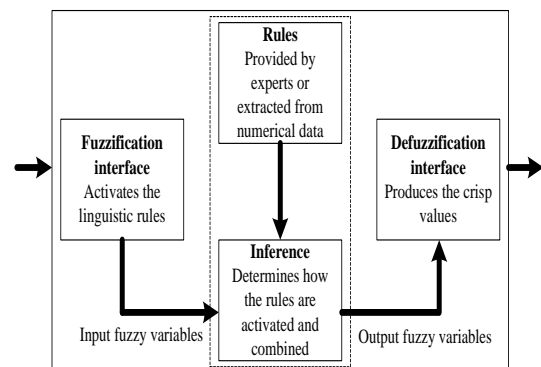 Rules
Provided by
experts or
extracted from
numerical data
Fuzzification
interface
Activates the
linguistic rules
Defuzzification
interface
Produces the crisp
values
Inference
Determines how
the rules are
activated and
combined
Input fuzzy variables
Output fuzzy variables